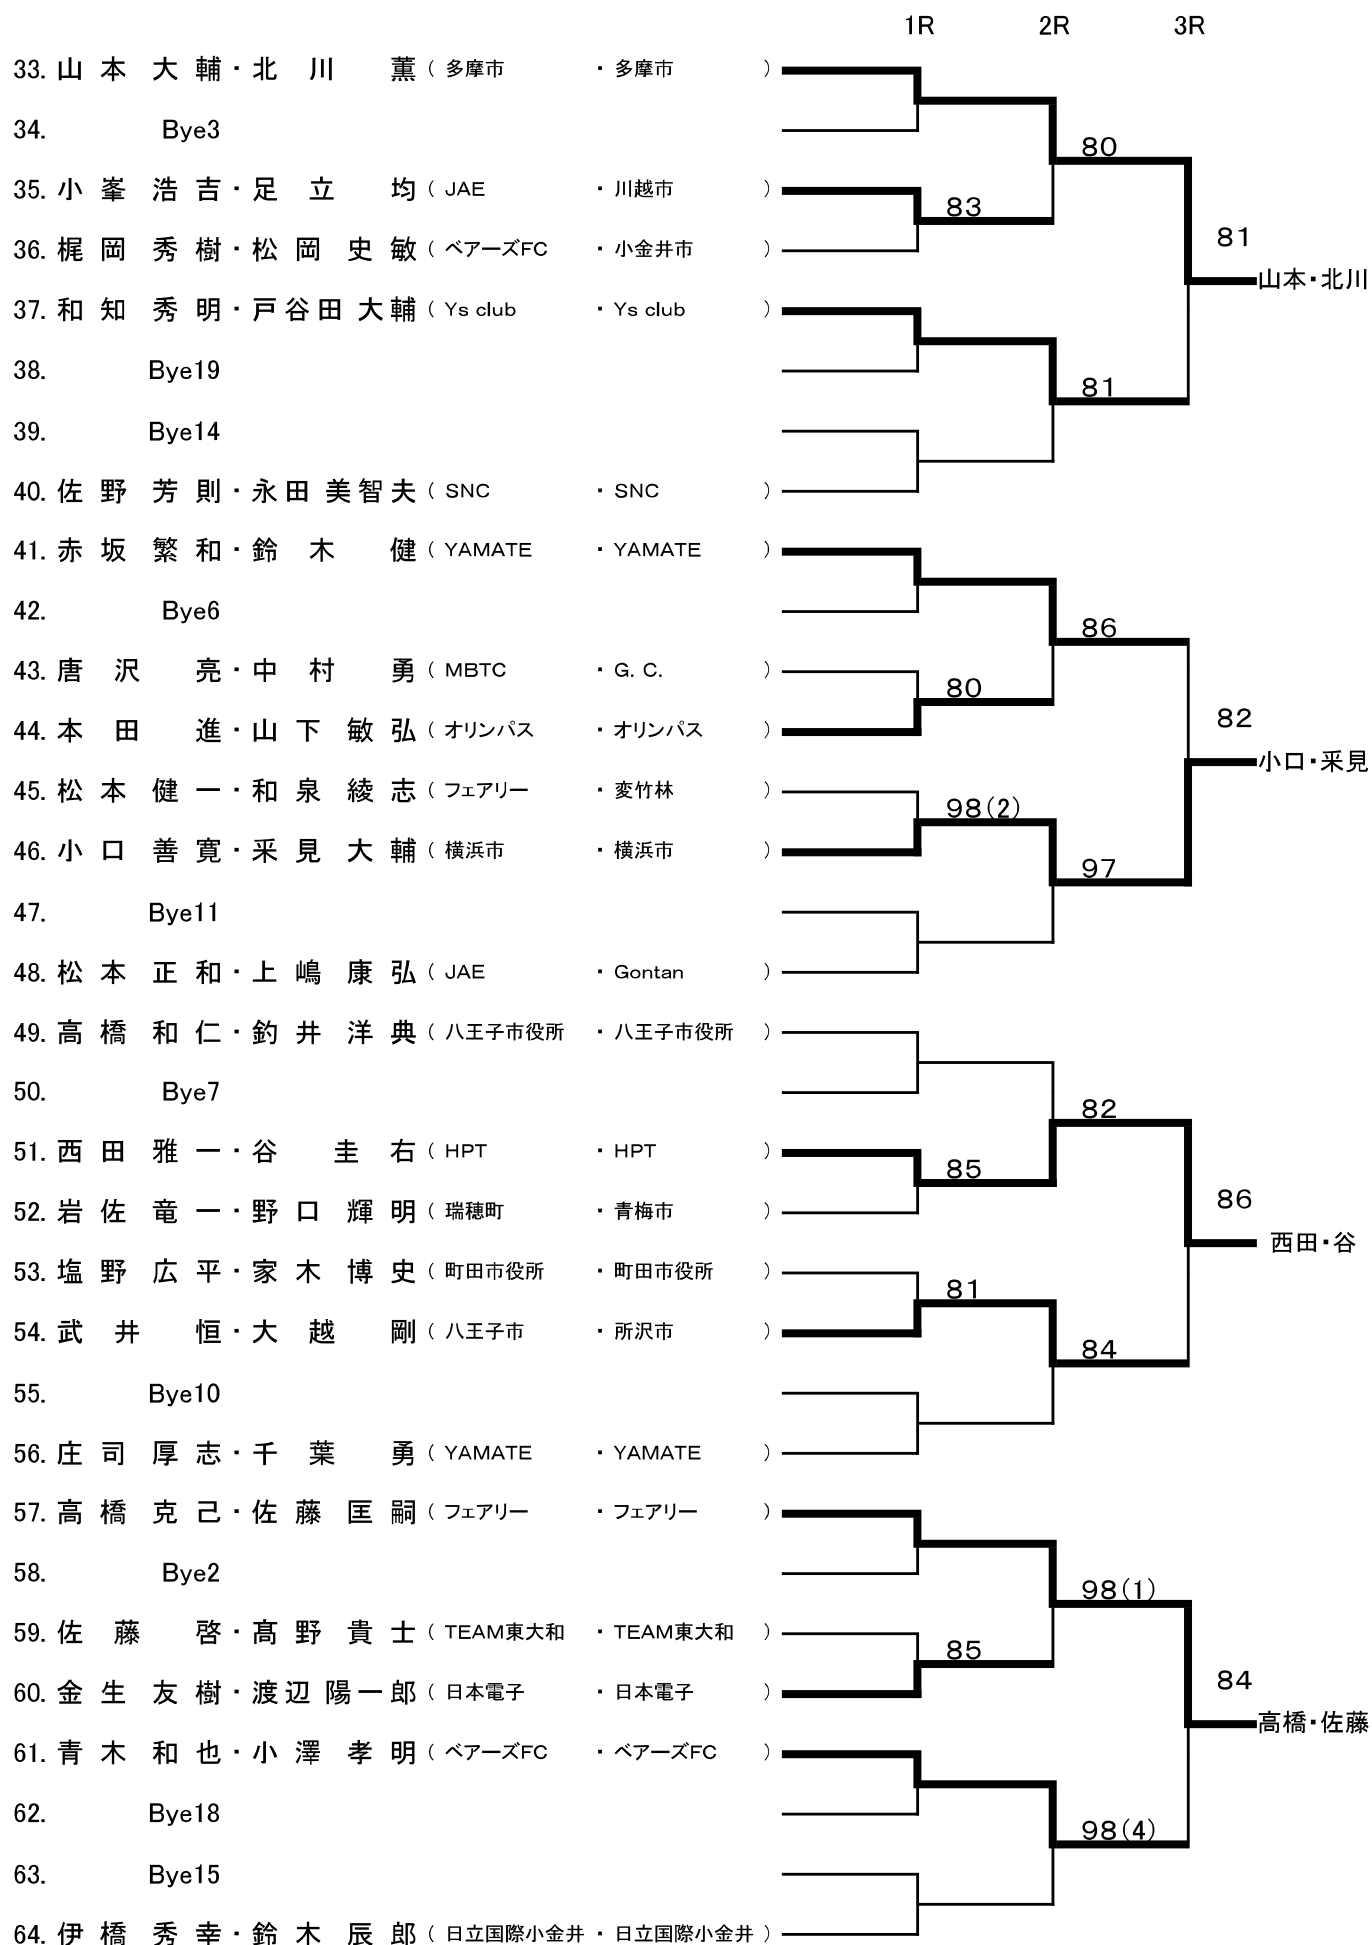 1R 2R 3R
33. 山本 大輔・北川 薫 ( 多摩市 ・ 多摩市 )
34. Bye3
80
35. 小峯 浩吉・足立 均 ( JAE ・ 川越市 )
83
36. 梶岡 秀樹・松岡 史敏 ( ベアーズFC ・ 小金井市 )
81
山本・北川
37. 和知 秀明・戸谷田 大輔 ( Ys club ・ Ys club )
38. Bye19
81
39. Bye14
40. 佐野 芳則・永田 美智夫 ( SNC ・ SNC )
41. 赤坂 繁和・鈴木 健 ( YAMATE ・ YAMATE )
42. Bye6
86
43. 唐沢 亮・中村 勇 ( MBTC ・ G. C. )
80
44. 本田 進・山下 敏弘 ( オリンパス ・ オリンパス )
82
小口・采見
45. 松本 健一・和泉 綾志 ( フェアリー ・ 変竹林 )
98(2)
46. 小口 善寛・采見 大輔 ( 横浜市 ・ 横浜市 )
97
47. Bye11
48. 松本 正和・上嶋 康弘 ( JAE ・ Gontan )
49. 高橋 和仁・釣井 洋典 ( 八王子市役所 ・ 八王子市役所 )
50. Bye7
82
51. 西田 雅一・谷 圭右 ( HPT ・ HPT )
85
52. 岩佐 竜一・野口 輝明 ( 瑞穂町 ・ 青梅市 )
86
西田・谷
53. 塩野 広平・家木 博史 ( 町田市役所 ・ 町田市役所 )
81
54. 武井 恒・大越 剛 ( 八王子市 ・ 所沢市 )
84
55. Bye10
56. 庄司 厚志・千葉 勇 ( YAMATE ・ YAMATE )
57. 高橋 克己・佐藤 匡嗣 ( フェアリー ・ フェアリー )
58. Bye2
98(1)
59. 佐藤 啓・髙野 貴士 ( TEAM東大和 ・ TEAM東大和 )
85
60. 金生 友樹・渡辺 陽一郎 ( 日本電子 ・ 日本電子 )
84
高橋・佐藤
61. 青木 和也・小澤 孝明 ( ベアーズFC ・ ベアーズFC )
62. Bye18
98(4)
63. Bye15
64. 伊橋 秀幸・鈴木 辰郎 ( 日立国際小金井 ・ 日立国際小金井 )